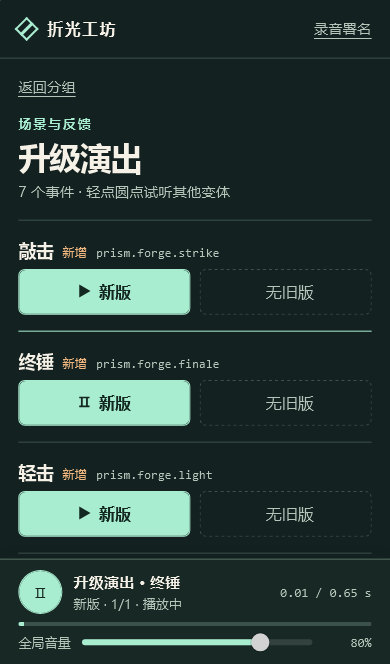 折光工坊 录音署名
返回分组
场景与反馈
升级演出
7 个事件 · 轻点圆点试听其他变体
敲击 新增 prism.forge.strike
新版 无旧版
终锤 新增 prism.forge.finale
新版 无旧版
轻击 新增 prism.forge.light
新版 无旧版
升级演出 · 终锤 0.01 / 0.65 s
新版 · 1/1 · 播放中
全局音量 80%